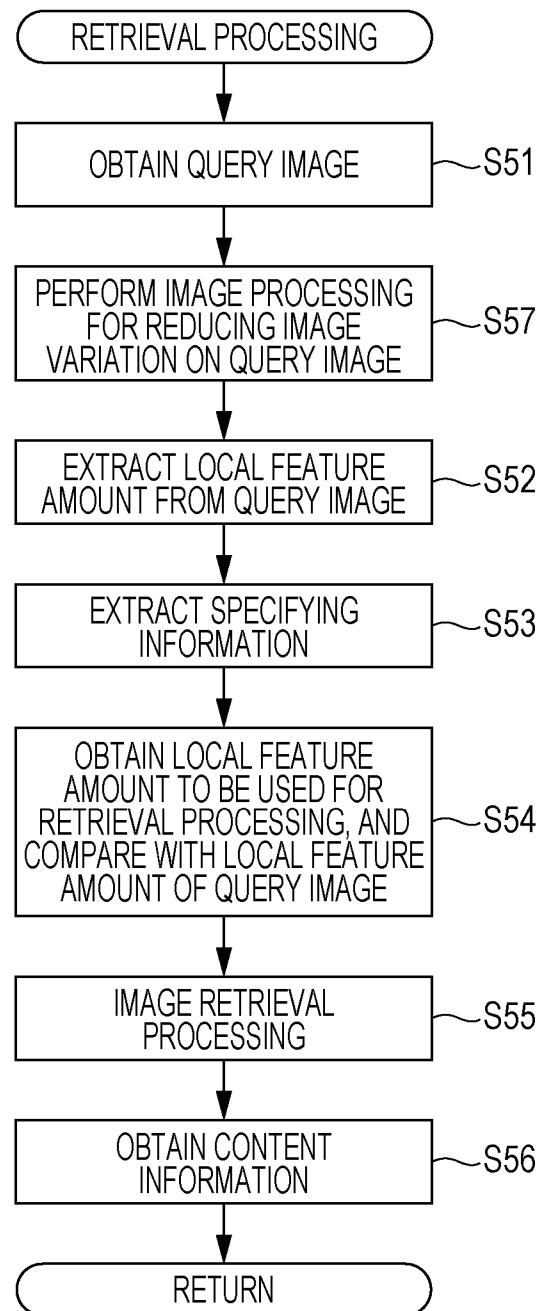 RETRIEVAL PROCESSING
OBTAIN QUERY IMAGE
S51
PERFORM IMAGE PROCESSING
FOR REDUCING IMAGE
VARIATION ON QUERY IMAGE
S57
EXTRACT LOCAL FEATURE
AMOUNT FROM QUERY IMAGE
S52
EXTRACT SPECIFYING
INFORMATION
S53
OBTAIN LOCAL FEATURE
AMOUNT TO BE USED FOR
RETRIEVAL PROCESSING, AND
COMPARE WITH LOCAL FEATURE
AMOUNT OF QUERY IMAGE
S54
IMAGE RETRIEVAL
PROCESSING
S55
OBTAIN CONTENT
INFORMATION
S56
RETURN